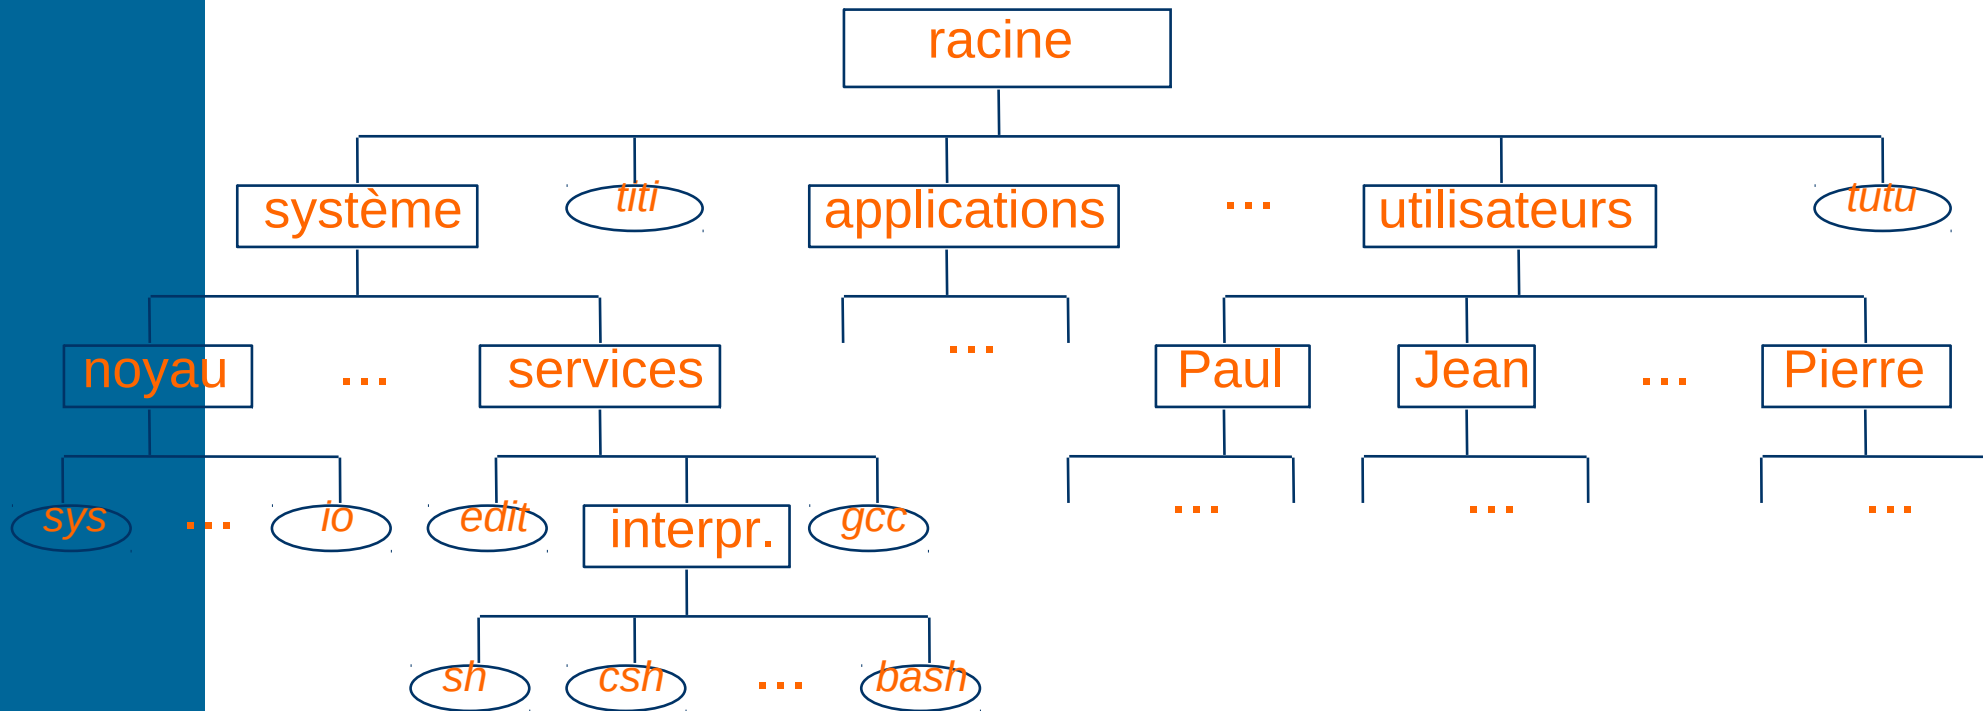 racine
système titi applications ... utilisateurs tutu
noyau ... services ... Paul Jean ... Pierre
sys ... io edit interpr. gcc ... ... ...
sh csh ... bash